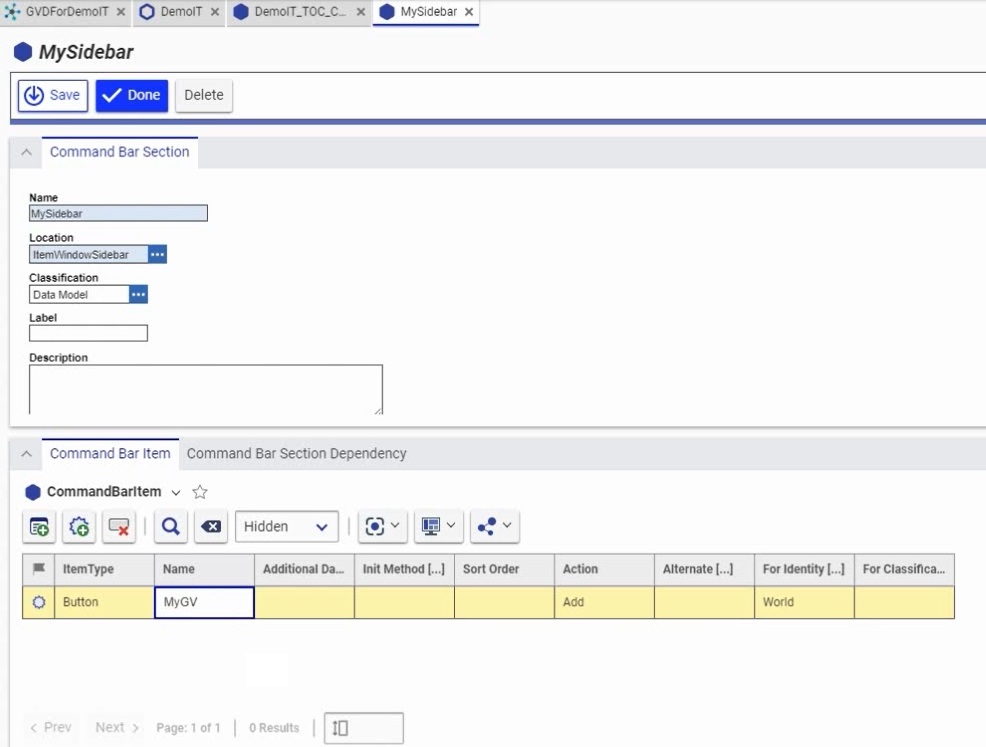 GVDForDemoIT × DemoIT × DemoIT_TOC_C... × MySidebar ×
MySidebar
Save Done Delete
Command Bar Section
Name
MySidebar
Location
ItemWindowSidebar ...
Classification
Data Model ...
Label
Description
Command Bar Item Command Bar Section Dependency
CommandBarItem
Hidden
ItemType Name Additional Da... Init Method [...] Sort Order Action Alternate [...] For Identity [...] For Classifica...
Button MyGV Add World
< Prev Next > Page: 1 of 1 | 0 Results |